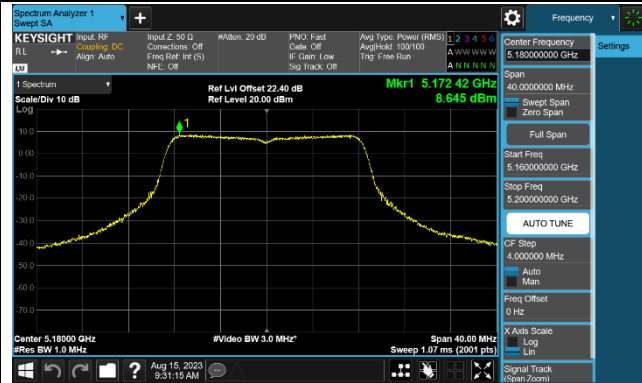 Spectrum Analyzer 1
Swept SA
Frequency
KEYSIGHT
RL
LXI
Input: RF
Coupling: DC
Align: Auto
Input Z: 50 Ω
Corrections: Off
Freq Ref: Int (S)
NFE: Off
#Atten: 20 dB
PNO: Fast
Gate: Off
IF Gain: Low
Sig Track: Off
Avg Type: Power (RMS)
Avg|Hold: 100/100
Trig: Free Run
1 2 3 4 5 6
A W W W W W
A N N N N N
1 Spectrum
Scale/Div 10 dB
Log
Ref Lvl Offset 22.40 dB
Ref Level 20.00 dBm
Mkr1 5.172 42 GHz
8.645 dBm
1
10.0
0.00
-10.0
-20.0
-30.0
-40.0
-50.0
-60.0
-70.0
Center 5.18000 GHz
#Res BW 1.0 MHz
#Video BW 3.0 MHz*
Span 40.00 MHz
Sweep 1.07 ms (2001 pts)
Aug 15, 2023
9:31:15 AM
?
Center Frequency
5.180000000 GHz
Settings
Span
40.0000000 MHz
Swept Span
Zero Span
Full Span
Start Freq
5.160000000 GHz
Stop Freq
5.200000000 GHz
AUTO TUNE
CF Step
4.000000 MHz
Auto
Man
Freq Offset
0 Hz
X Axis Scale
Log
Lin
Signal Track
(Span Zoom)